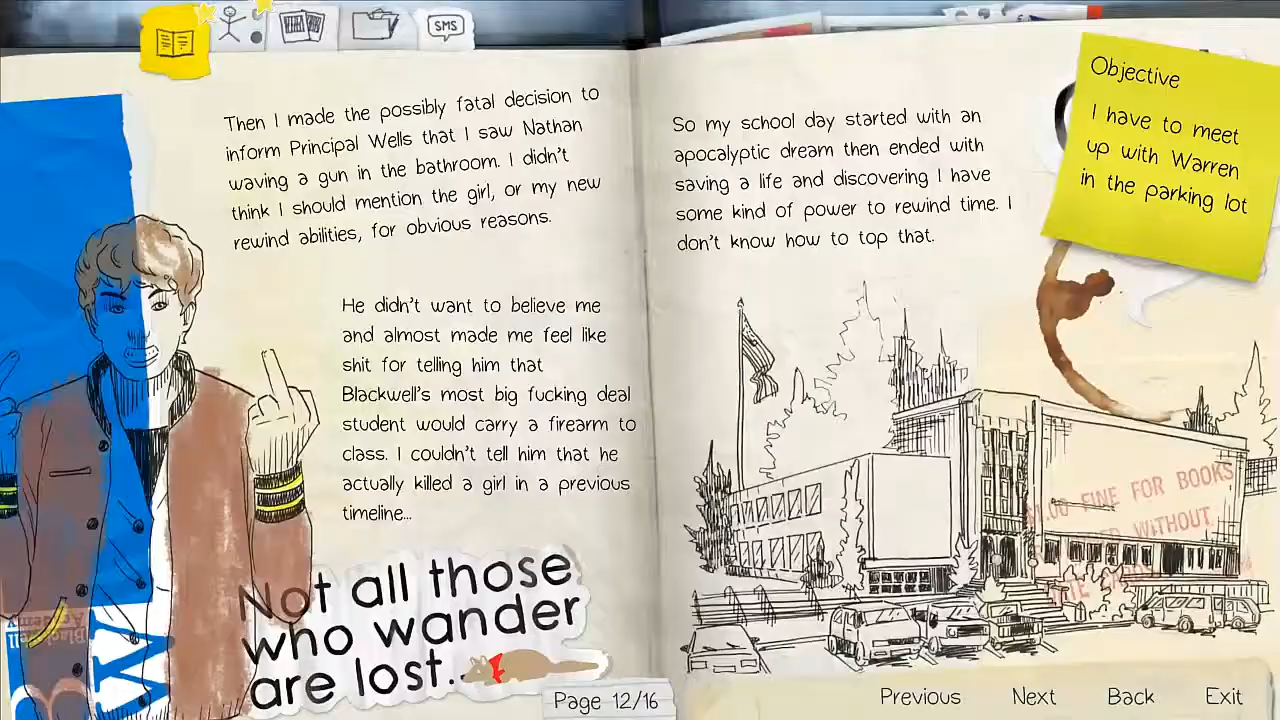 SMS
Then I made the possibly fatal decision to
inform Principal Wells that I saw Nathan
waving a gun in the bathroom. I didn't
think I should mention the girl, or my new
rewind abilities, for obvious reasons.
He didn't want to believe me
and almost made me feel like
shit for telling him that
Blackwell's most big fucking deal
student would carry a firearm to
class. I couldn't tell him that he
actually killed a girl in a previous
timeline...
Not all those
who wander
are lost.
Blackwell
Academy
Page 12/16
So my school day started with an
apocalyptic dream then ended with
saving a life and discovering I have
some kind of power to rewind time. I
don't know how to top that.
Objective
I have to meet
up with Warren
in the parking lot
FINE FOR BOOKS
WITHOUT
Previous
Next
Back
Exit